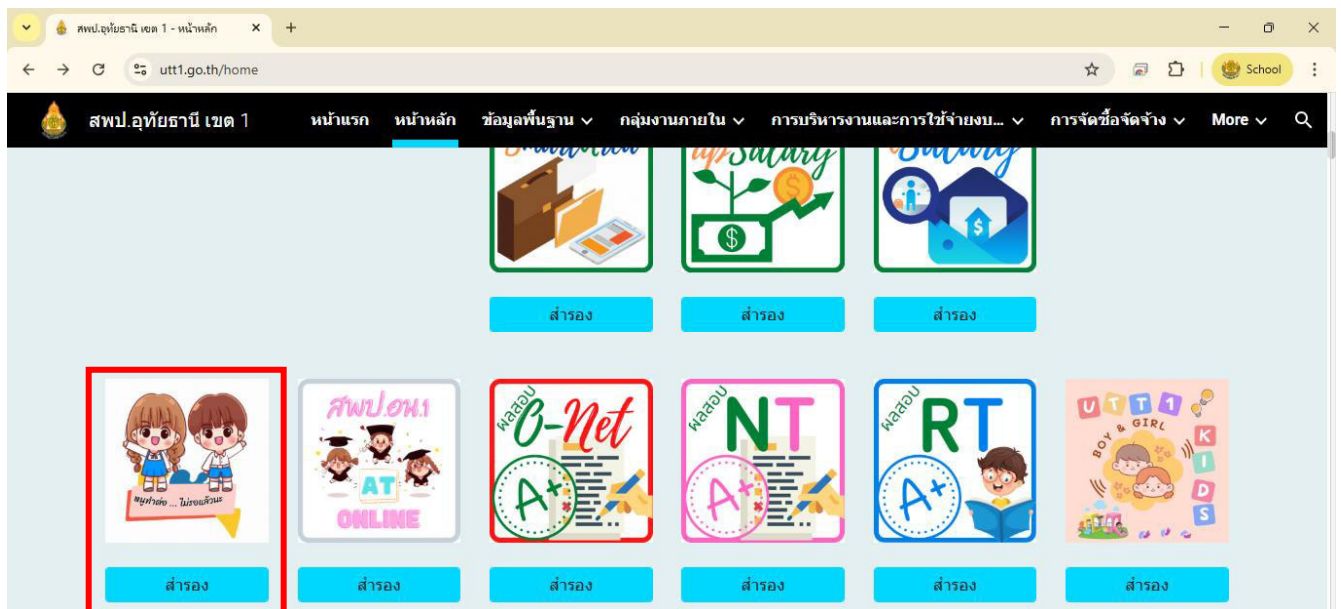 สพป.อุทัยธานี เขต 1 - หน้าหลัก
utt1.go.th/home
School
สพป.อุทัยธานี เขต 1
หน้าแรก
หน้าหลัก
ข้อมูลพื้นฐาน
กลุ่มงานภายใน
การบริหารงานและการใช้จ่ายงบ...
การจัดซื้อจัดจ้าง
More
สำรอง
สำรอง
สำรอง
หนูทำต่อ ... ไม่รอแล้วนะ
สพป.อน.1
AT
ONLINE
ผลสอบ
O-Net
A+
ผลสอบ
NT
A+
ผลสอบ
RT
A+
UTT1
KIDS
BOY & GIRL
สำรอง
สำรอง
สำรอง
สำรอง
สำรอง
สำรอง